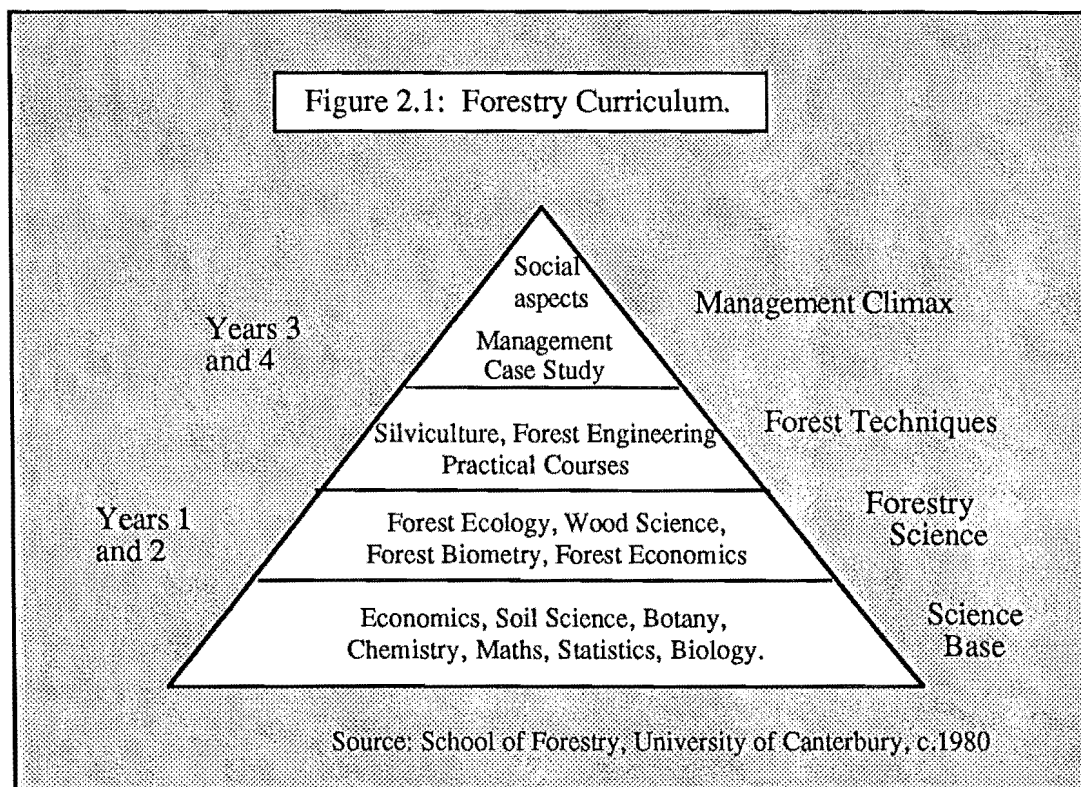 Figure 2.1: Forestry Curriculum.
Social
aspects
Management
Case Study
Management Climax
Years 3
and 4
Silviculture, Forest Engineering
Practical Courses
Forest Techniques
Years 1
and 2
Forest Ecology, Wood Science,
Forest Biometry, Forest Economics
Forestry
Science
Economics, Soil Science, Botany,
Chemistry, Maths, Statistics, Biology.
Science
Base
Source: School of Forestry, University of Canterbury, c.1980